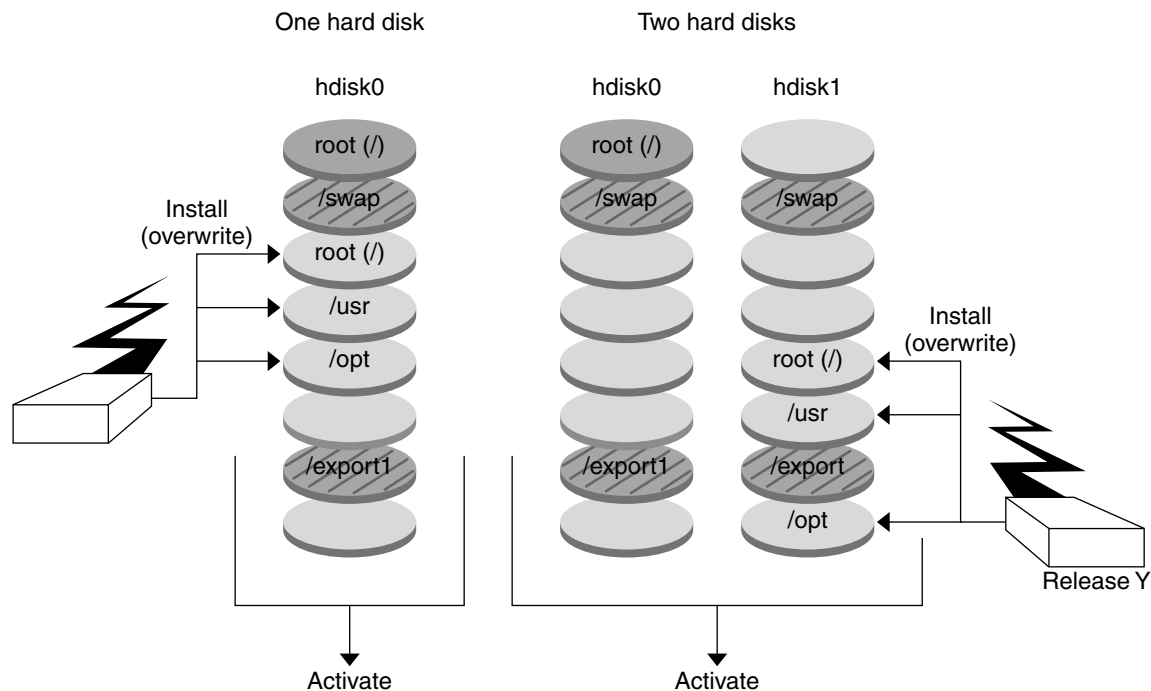 One hard disk
Two hard disks
hdisk0
hdisk0
hdisk1
root (/)
root (/)
/swap
/swap
/swap
Install
(overwrite)
root (/)
/usr
/opt
Install
(overwrite)
root (/)
/usr
/export1
/export1
/export
/opt
Release Y
Activate
Activate